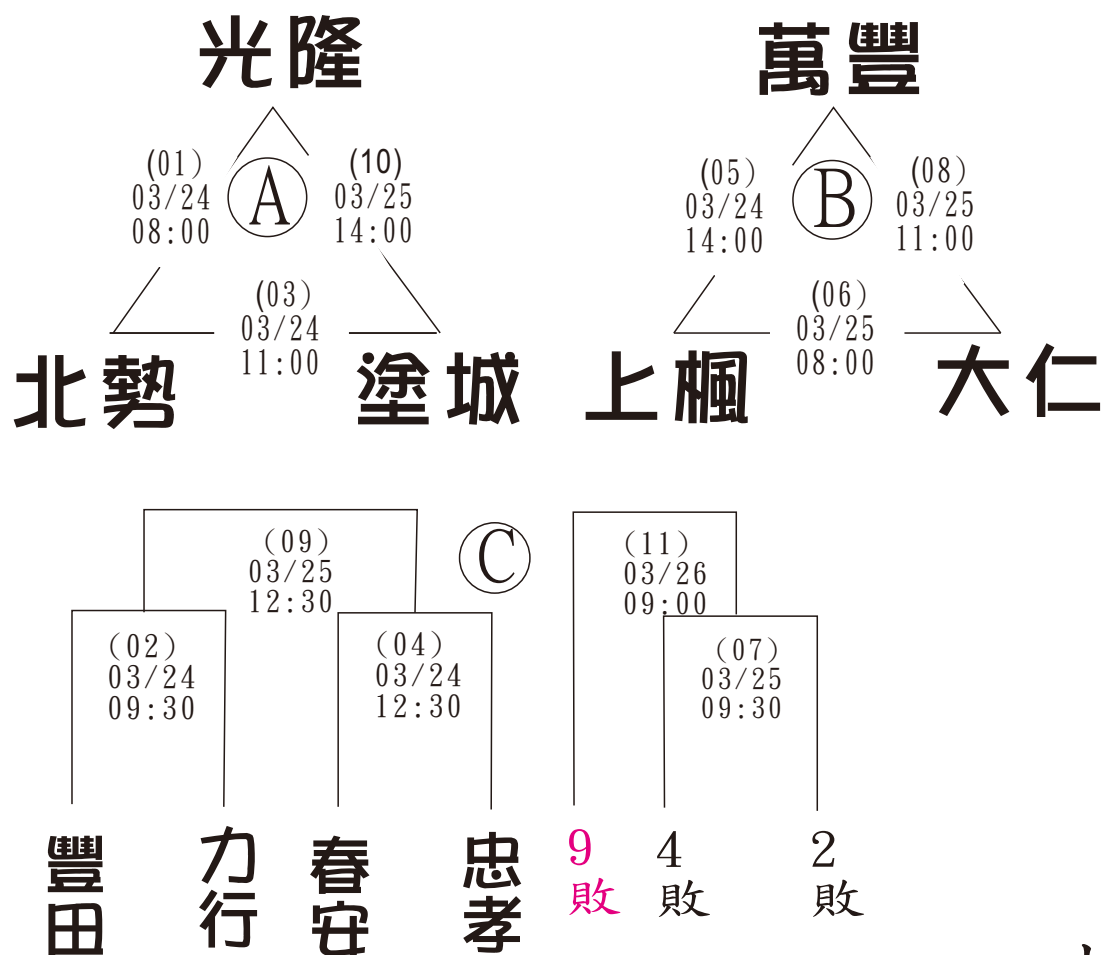 光隆
萬豐
(01)
03/24
08:00
A
(10)
03/25
14:00
(05)
03/24
14:00
B
(08)
03/25
11:00
(03)
03/24
11:00
(06)
03/25
08:00
北勢
塗城
上楓
大仁
(09)
03/25
12:30
C
(11)
03/26
09:00
(02)
03/24
09:30
(04)
03/24
12:30
(07)
03/25
09:30
豐田
力行
春安
忠孝
9敗
4敗
2敗